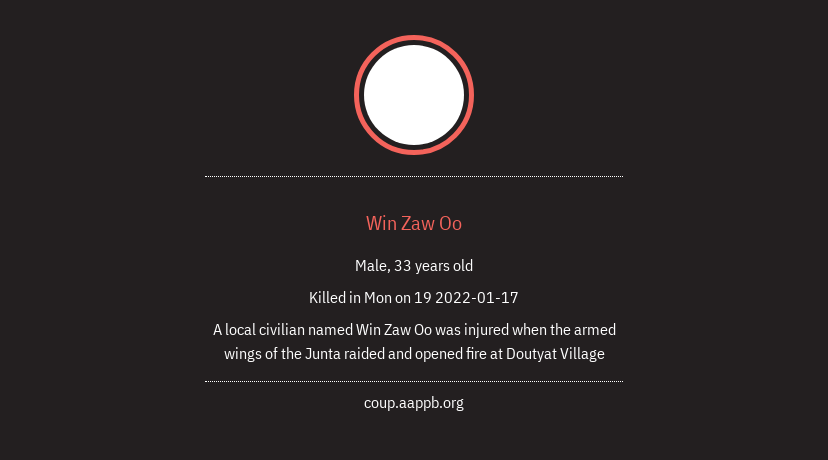 Win Zaw Oo
Male, 33 years old
Killed in Mon on 19 2022-01-17
A local civilian named Win Zaw Oo was injured when the armed
wings of the Junta raided and opened fire at Doutyat Village
coup.aappb.org